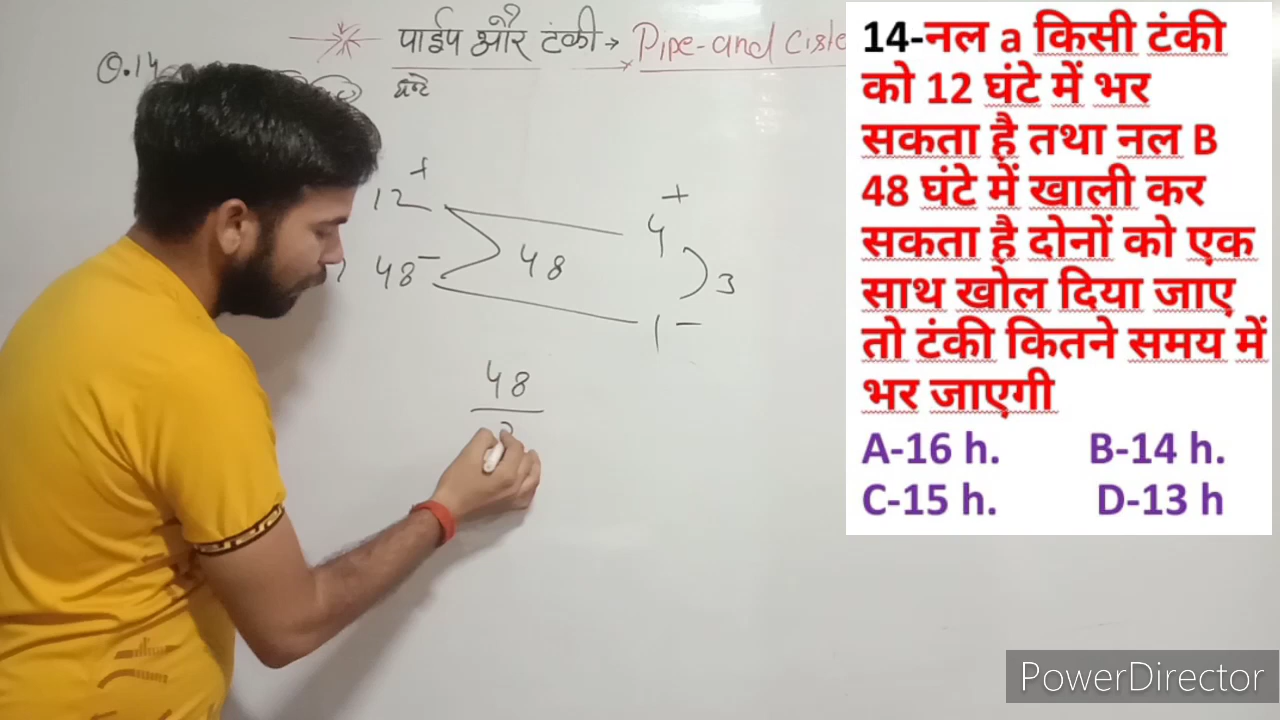 पाईप और टंकी → Pipe-and Ciste
Q.14
घण्टे
12 +
48 -
48
4 +
3
1 -
48
14-नल a किसी टंकी
को 12 घंटे में भर
सकता है तथा नल B
48 घंटे में खाली कर
सकता है दोनों को एक
साथ खोल दिया जाए
तो टंकी कितने समय में
भर जाएगी
A-16 h. B-14 h.
C-15 h. D-13 h
PowerDirector